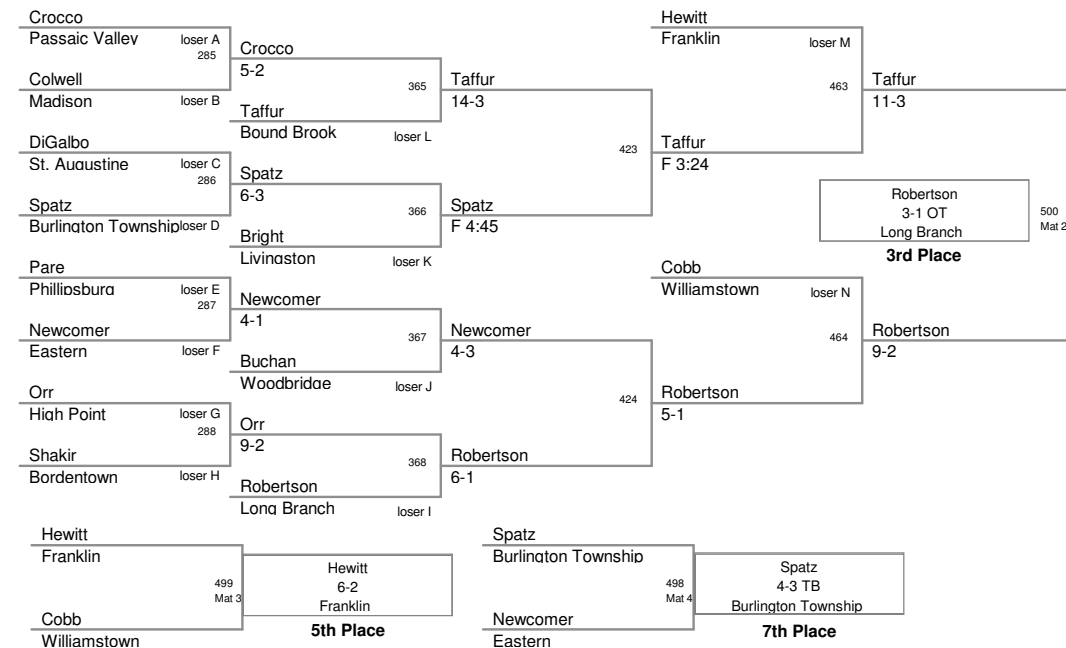 Crocco
Passaic Valley
loser A
285
Colwell
Madison
loser B
Crocco
5-2
365
Taffur
Bound Brook
loser L
DiGalbo
St. Augustine
loser C
286
Spatz
Burlington Township
loser D
Spatz
6-3
366
Bright
Livingston
loser K
Taffur
14-3
423
Spatz
F 4:45
Pare
Phillipsburg
loser E
287
Newcomer
Eastern
loser F
Newcomer
4-1
367
Buchan
Woodbridge
loser J
Orr
High Point
loser G
288
Shakir
Bordentown
loser H
Orr
9-2
368
Robertson
Long Branch
loser I
Newcomer
4-3
424
Robertson
6-1
Hewitt
Franklin
loser M
463
Taffur
F 3:24
Taffur
11-3
Robertson
3-1 OT
Long Branch
3rd Place
500
Mat 2
Cobb
Williamstown
loser N
464
Robertson
5-1
Robertson
9-2
Hewitt
Franklin
499
Mat 3
Cobb
Williamstown
Hewitt
6-2
Franklin
5th Place
Spatz
Burlington Township
498
Mat 4
Newcomer
Eastern
Spatz
4-3 TB
Burlington Township
7th Place